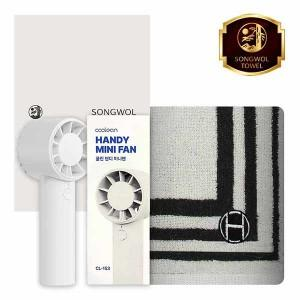 SONGWOL
TOWEL
SONGWOL
coolean
HANDY
MINI FAN
쿨린 핸디 미니팬
CL-153
H